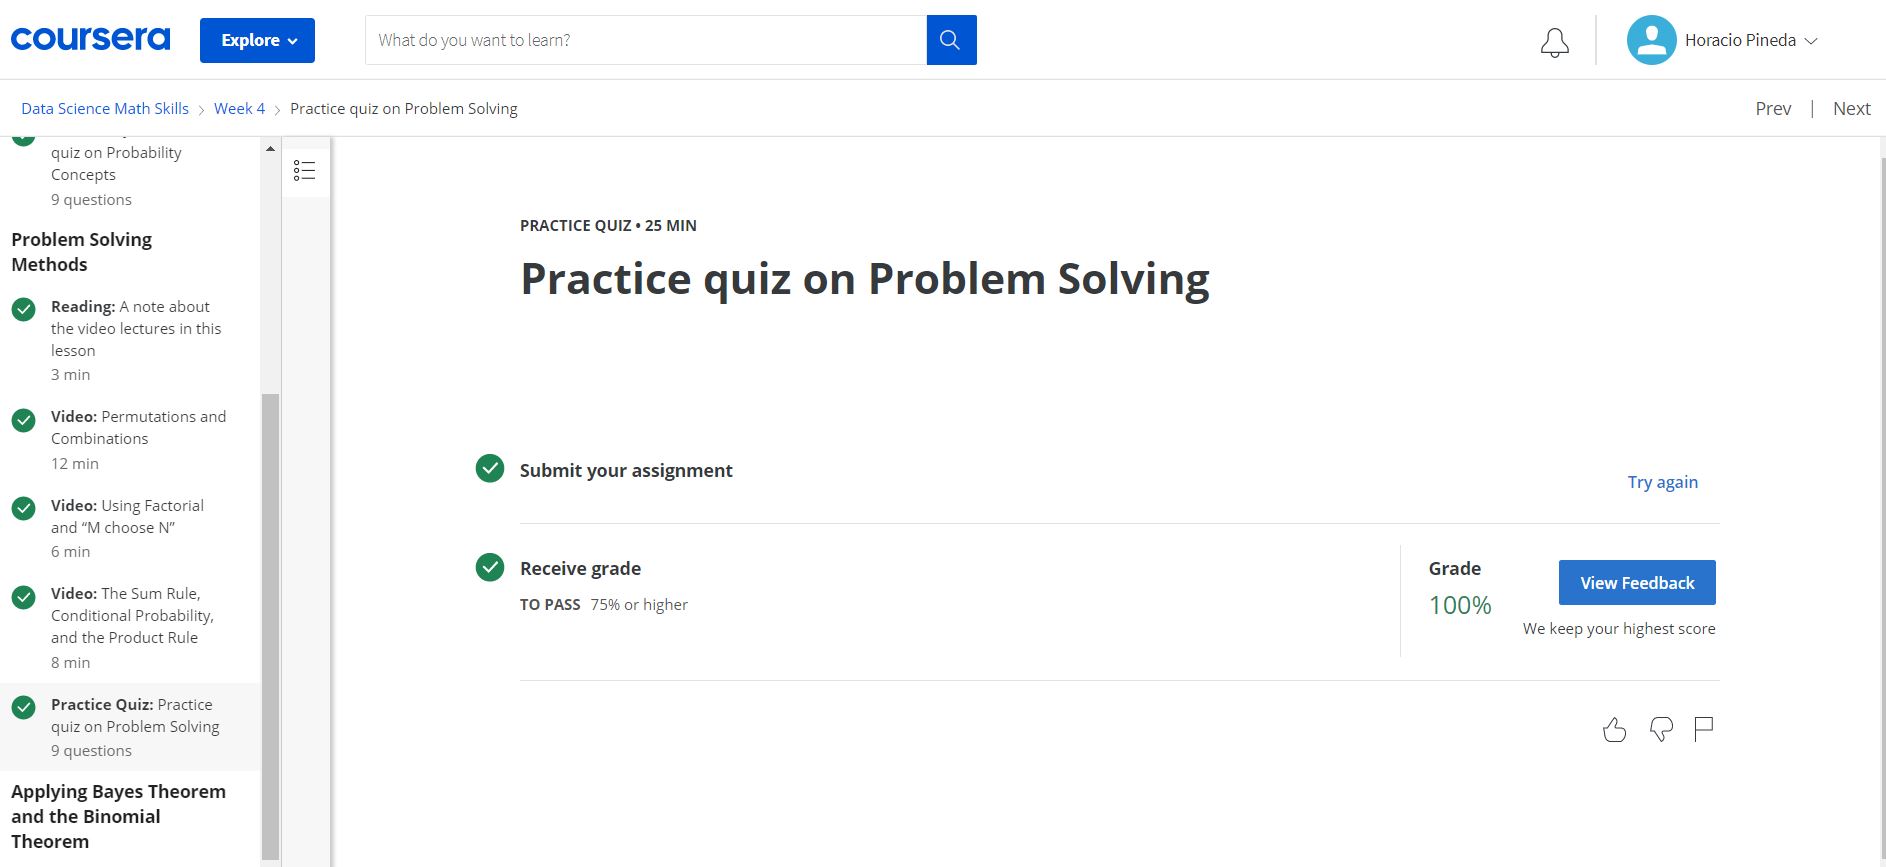 coursera
Explore
What do you want to learn?
Horacio Pineda
Data Science Math Skills
Week 4
Practice quiz on Problem Solving
Prev | Next
quiz on Probability
Concepts
9 questions
Problem Solving
Methods
Reading: A note about
the video lectures in this
lesson
3 min
Video: Permutations and
Combinations
12 min
Video: Using Factorial
and “M choose N”
6 min
Video: The Sum Rule,
Conditional Probability,
and the Product Rule
8 min
Practice Quiz: Practice
quiz on Problem Solving
9 questions
Applying Bayes Theorem
and the Binomial
Theorem
PRACTICE QUIZ • 25 MIN
Practice quiz on Problem Solving
Submit your assignment
Try again
Receive grade
TO PASS 75% or higher
Grade
100%
View Feedback
We keep your highest score